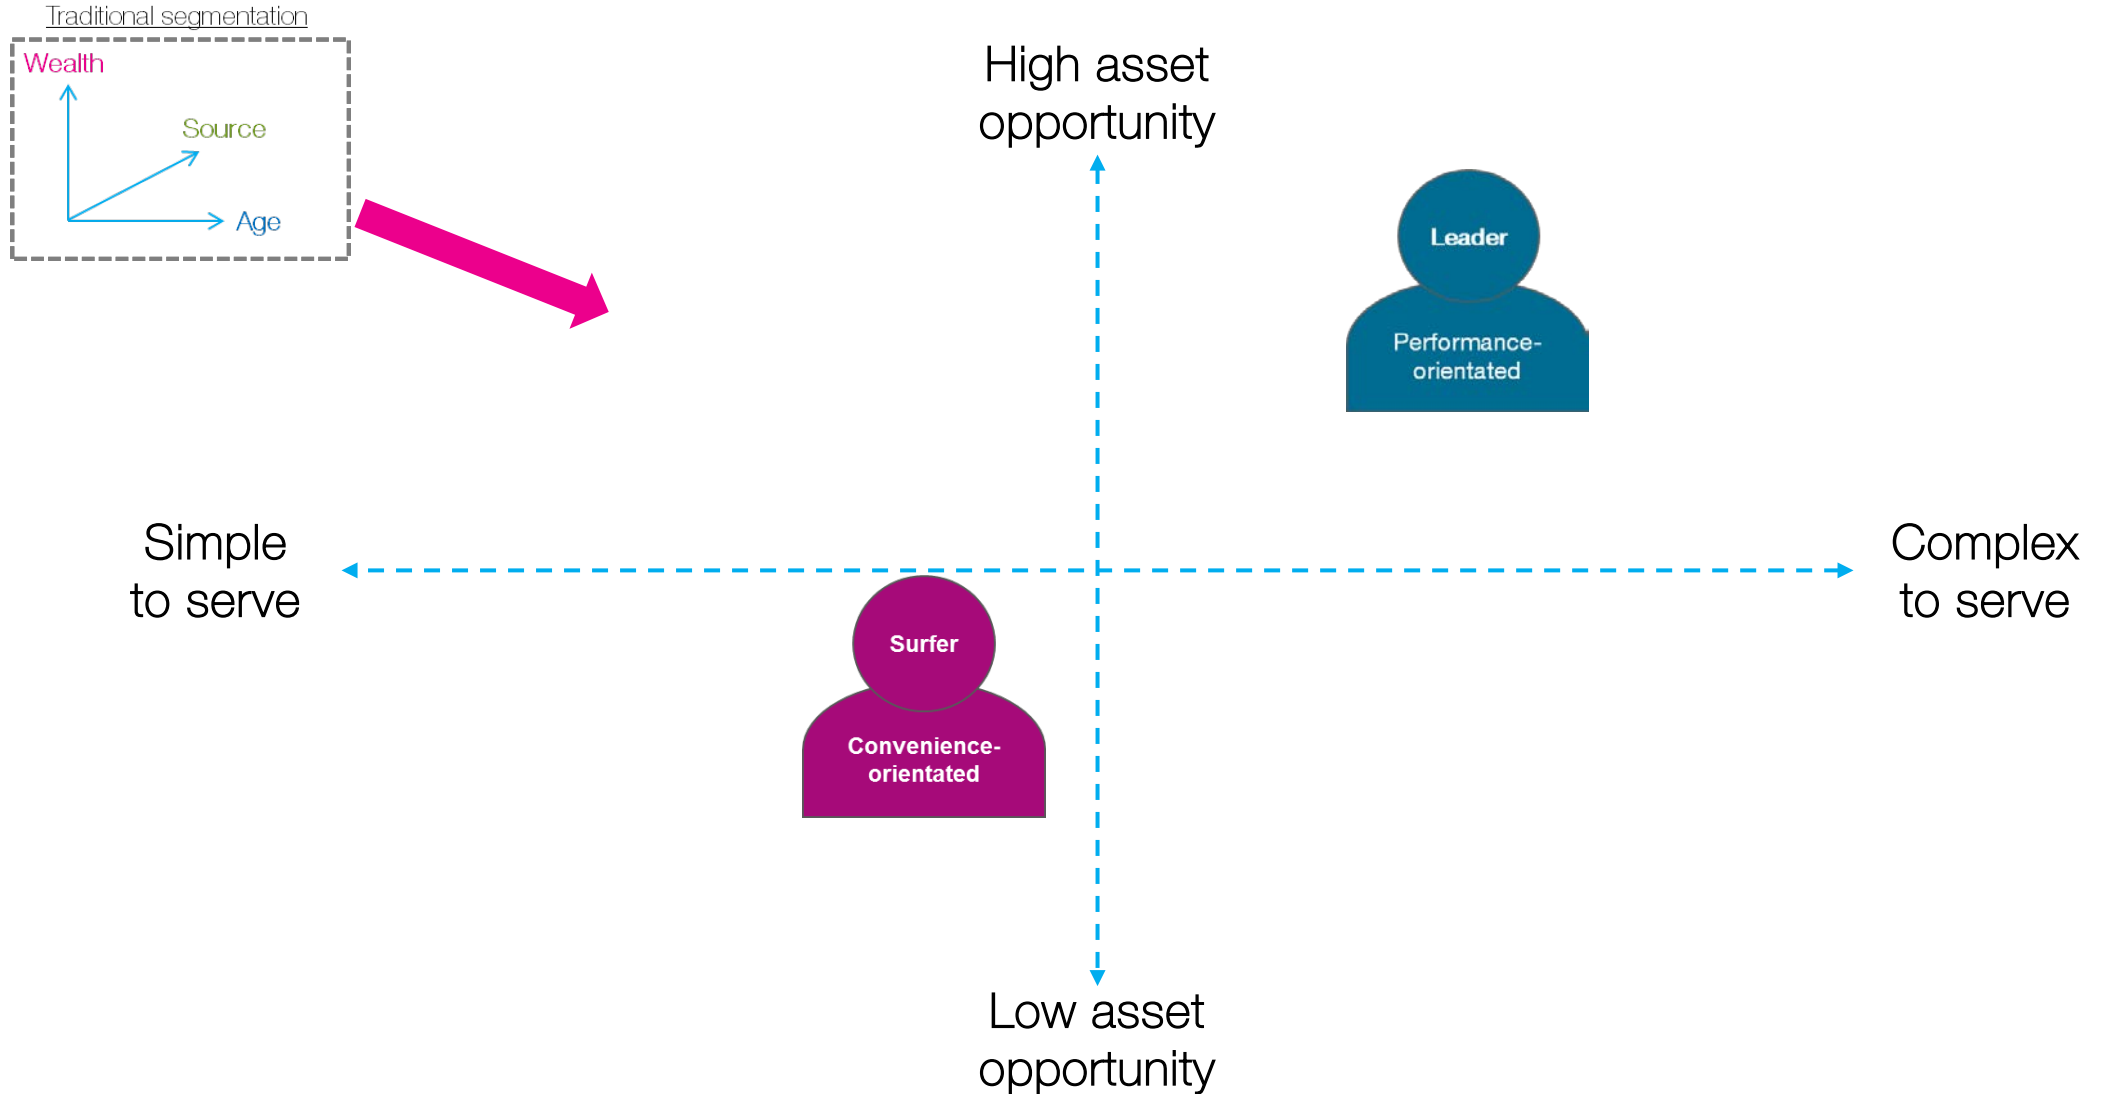 Traditional segmentation
Wealth
Source
Age
High asset
opportunity
Leader
Performance-
orientated
Simple
to serve
Complex
to serve
Surfer
Convenience-
orientated
Low asset
opportunity